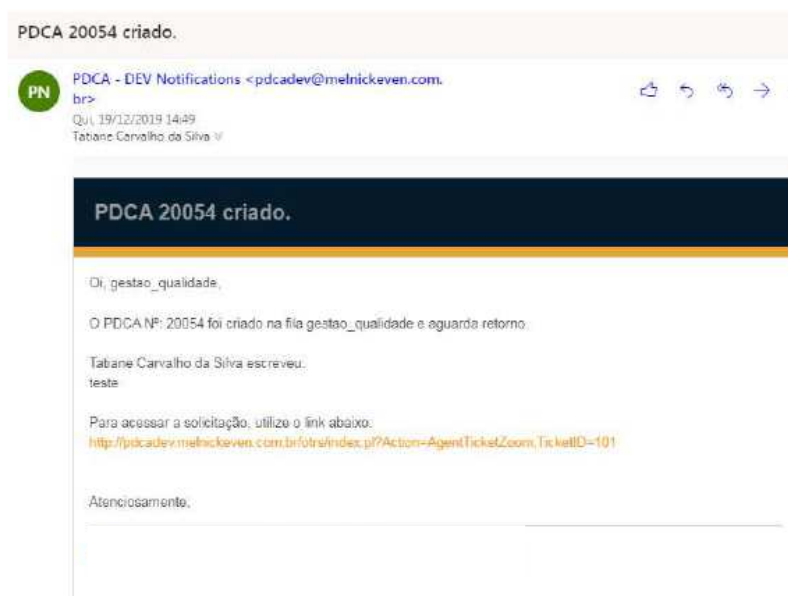 PDCA 20054 criado.
PN
PDCA - DEV Notifications <pdcadev@melnickeven.com.
br>
Qui, 19/12/2019 14:49
Tatiane Carvalho da Silva
PDCA 20054 criado.
Oi, gestao_qualidade,
O PDCA Nº: 20054 foi criado na fila gestao_qualidade e aguarda retorno.
Tatiane Carvalho da Silva escreveu:
teste
Para acessar a solicitação, utilize o link abaixo:
http://pdcadev.melnickeven.com.br/otrs/index.pl?Action=AgentTicketZoom;TicketID=101
Atenciosamente,